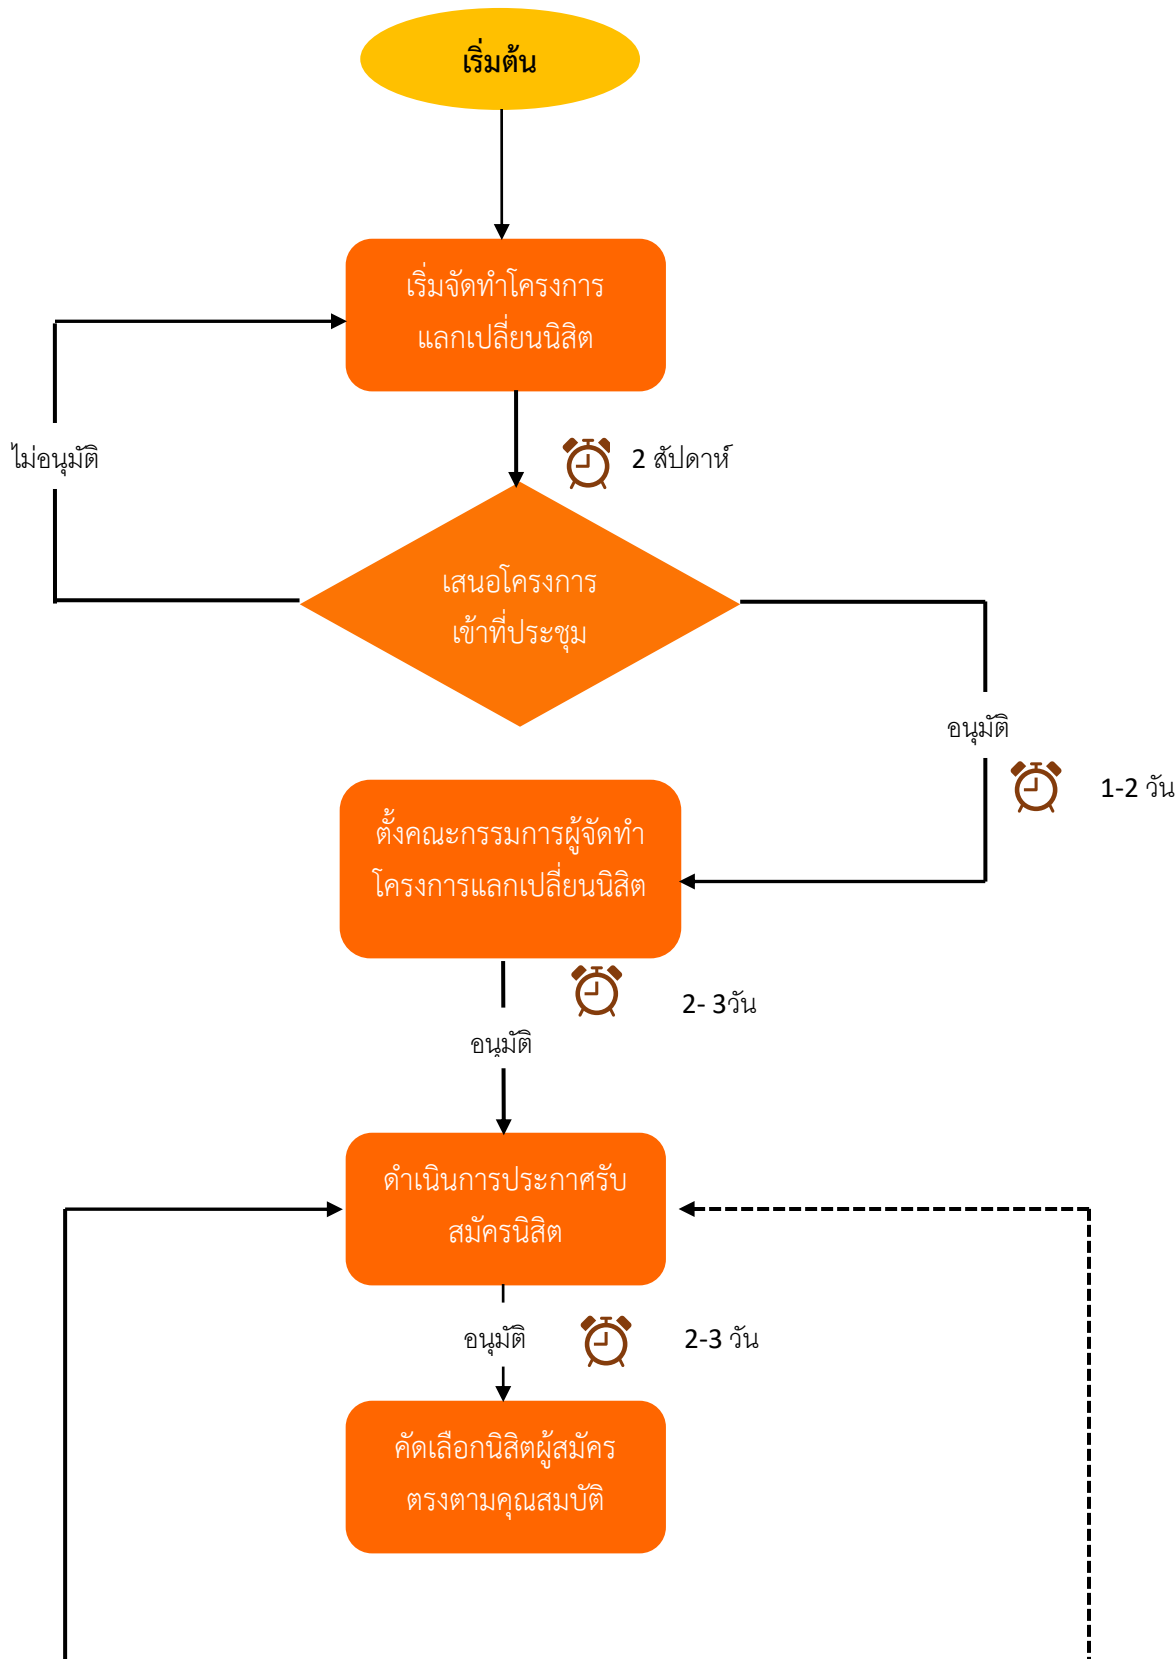 เริ่มต้น
เริ่มจัดทำโครงการ
แลกเปลี่ยนนิสิต
ไม่อนุมัติ
2 สัปดาห์
เสนอโครงการ
เข้าที่ประชุม
อนุมัติ
1-2 วัน
ตั้งคณะกรรมการผู้จัดทำ
โครงการแลกเปลี่ยนนิสิต
2- 3วัน
อนุมัติ
ดำเนินการประกาศรับ
สมัครนิสิต
อนุมัติ
2-3 วัน
คัดเลือกนิสิตผู้สมัคร
ตรงตามคุณสมบัติ